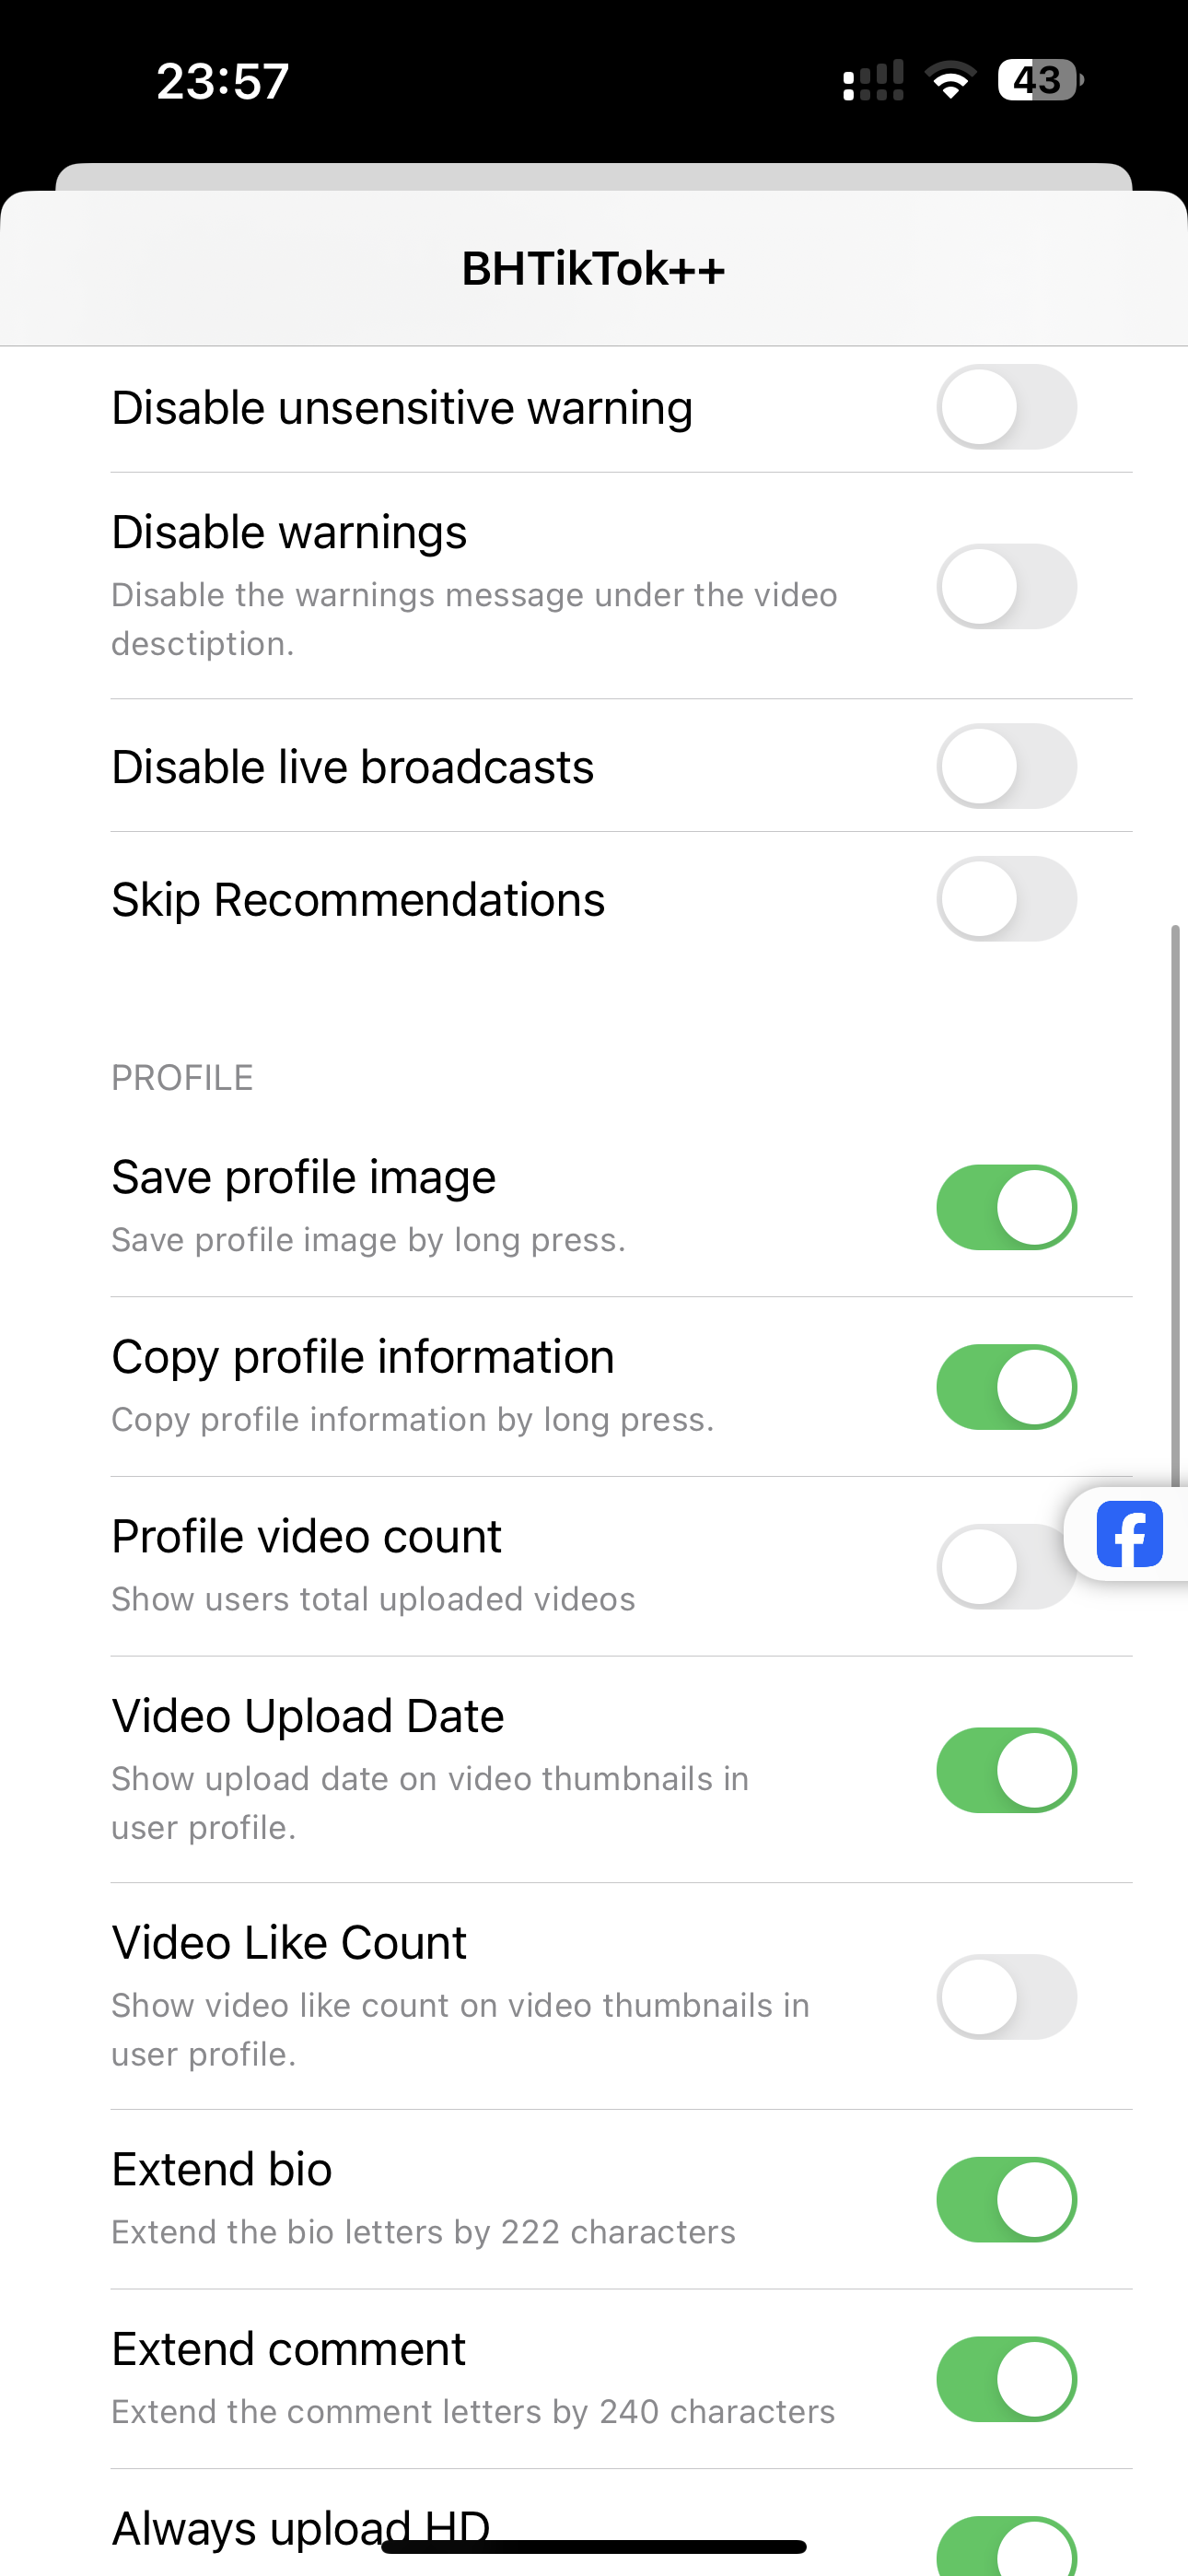 23:57
43
BHTikTok++
Disable unsensitive warning
Disable warnings
Disable the warnings message under the video
desctiption.
Disable live broadcasts
Skip Recommendations
PROFILE
Save profile image
Save profile image by long press.
Copy profile information
Copy profile information by long press.
Profile video count
Show users total uploaded videos
Video Upload Date
Show upload date on video thumbnails in
user profile.
Video Like Count
Show video like count on video thumbnails in
user profile.
Extend bio
Extend the bio letters by 222 characters
Extend comment
Extend the comment letters by 240 characters
Always upload HD